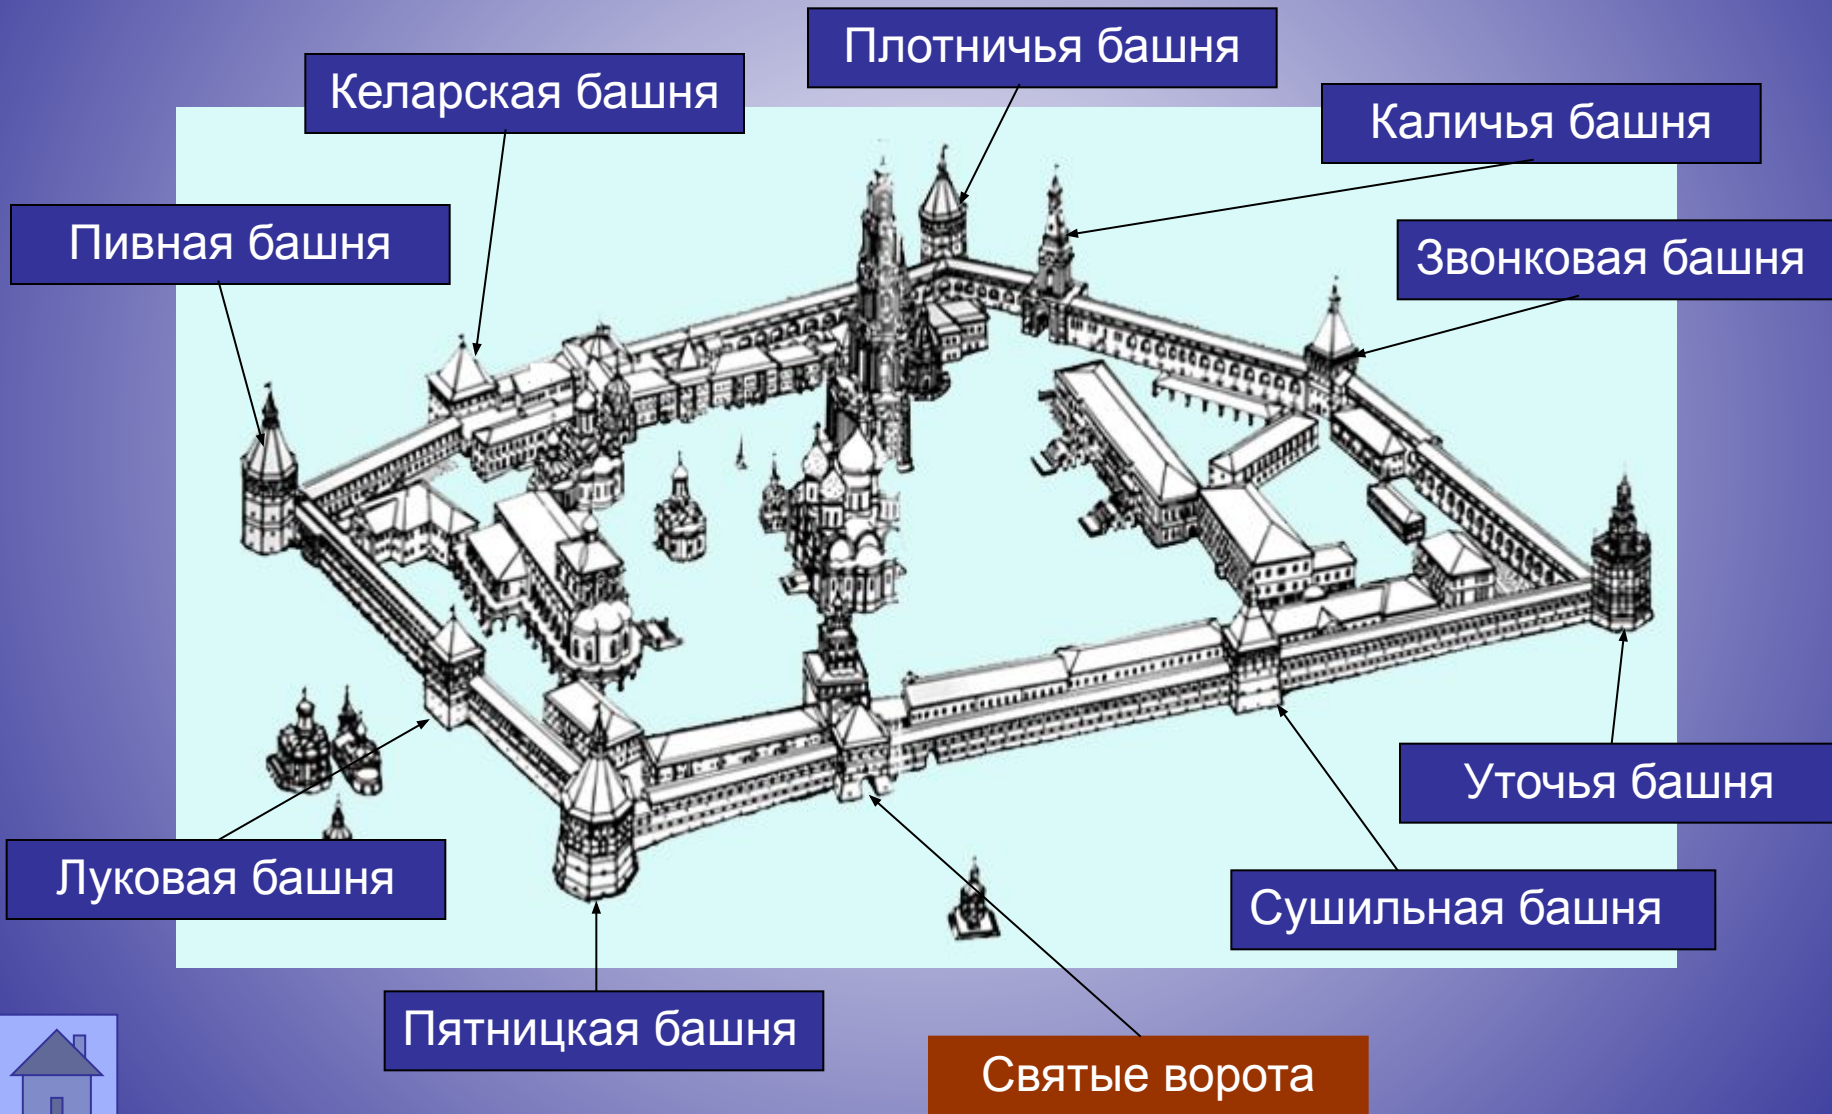 Плотничья башня
Келарская башня
Каличья башня
Пивная башня
Звонковая башня
Уточья башня
Луковая башня
Сушильная башня
Пятницкая башня
Святые ворота